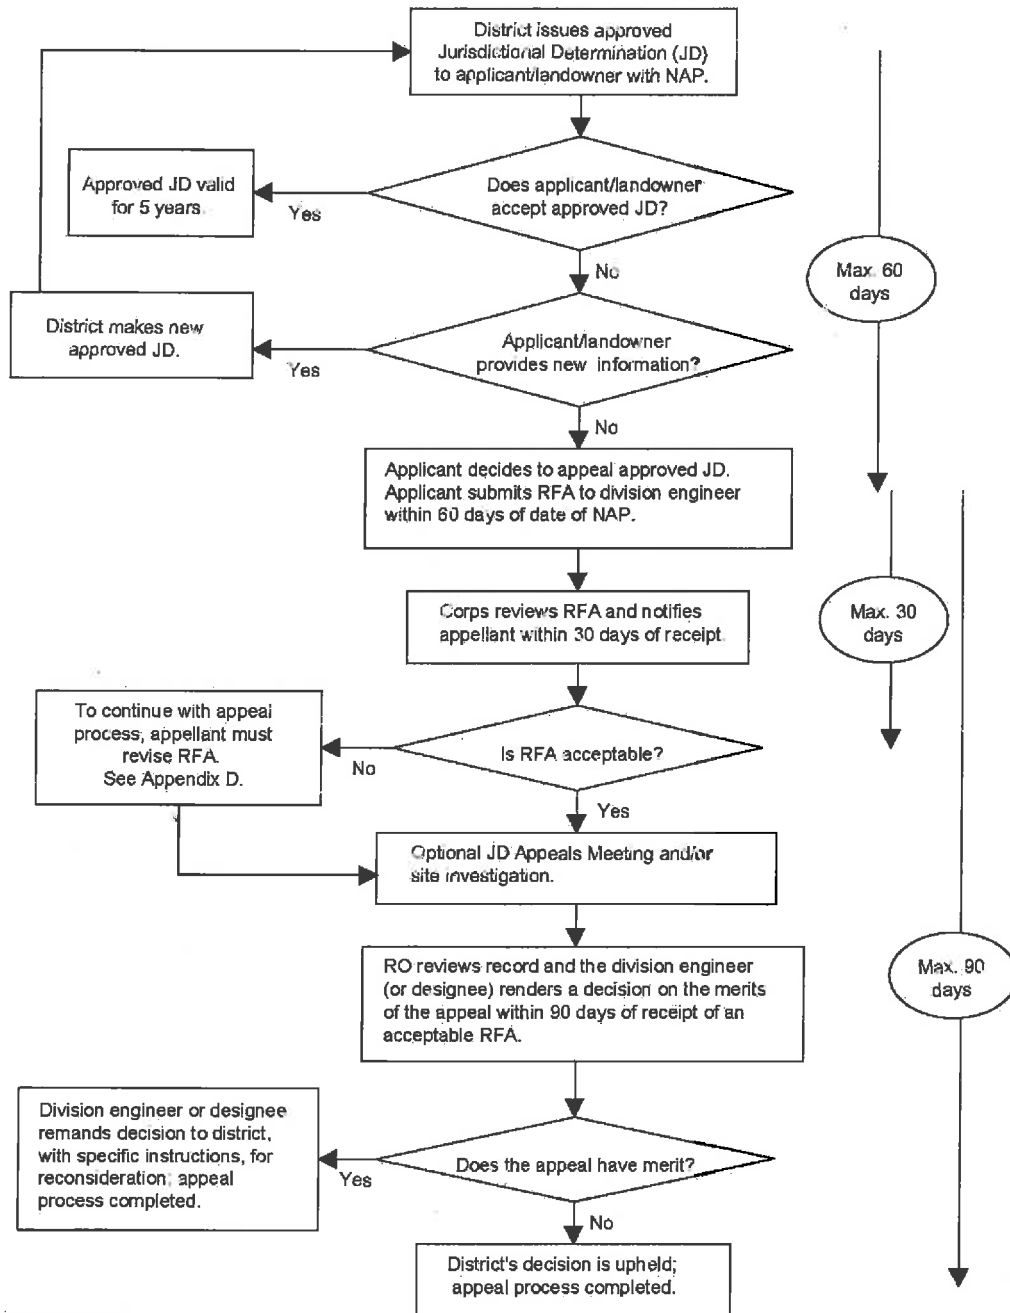 District issues approved
Jurisdictional Determination (JD)
to applicant/landowner with NAP.
Does applicant/landowner
accept approved JD?
Yes
Approved JD valid
for 5 years.
No
Max. 60
days
Applicant/landowner
provides new information?
Yes
District makes new
approved JD.
No
Applicant decides to appeal approved JD.
Applicant submits RFA to division engineer
within 60 days of date of NAP.
Corps reviews RFA and notifies
appellant within 30 days of receipt.
Max. 30
days
Is RFA acceptable?
No
To continue with appeal
process, appellant must
revise RFA.
See Appendix D.
Yes
Optional JD Appeals Meeting and/or
site investigation.
RO reviews record and the division engineer
(or designee) renders a decision on the merits
of the appeal within 90 days of receipt of an
acceptable RFA.
Max. 90
days
Does the appeal have merit?
Yes
Division engineer or designee
remands decision to district,
with specific instructions, for
reconsideration; appeal
process completed.
No
District's decision is upheld;
appeal process completed.